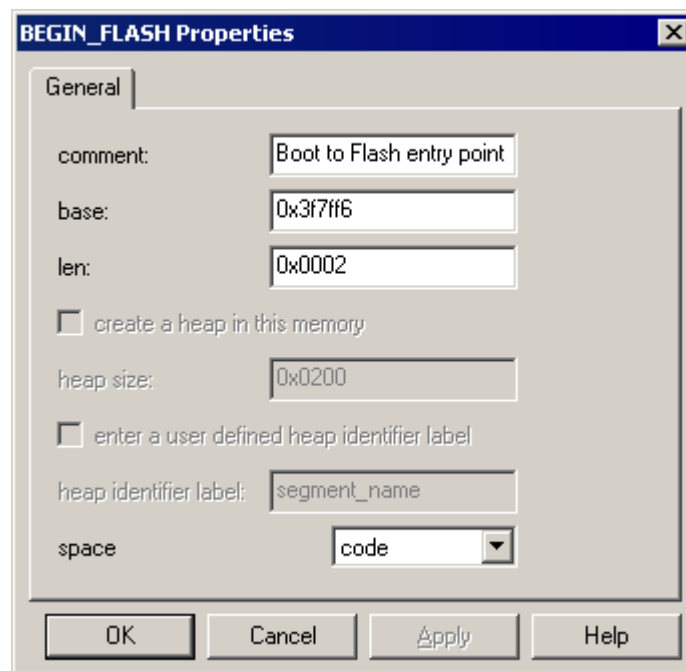 BEGIN_FLASH Properties
General
comment: Boot to Flash entry point
base: 0x3f7ff6
len: 0x0002
create a heap in this memory
heap size: 0x0200
enter a user defined heap identifier label
heap identifier label: segment_name
space code
OK Cancel Apply Help